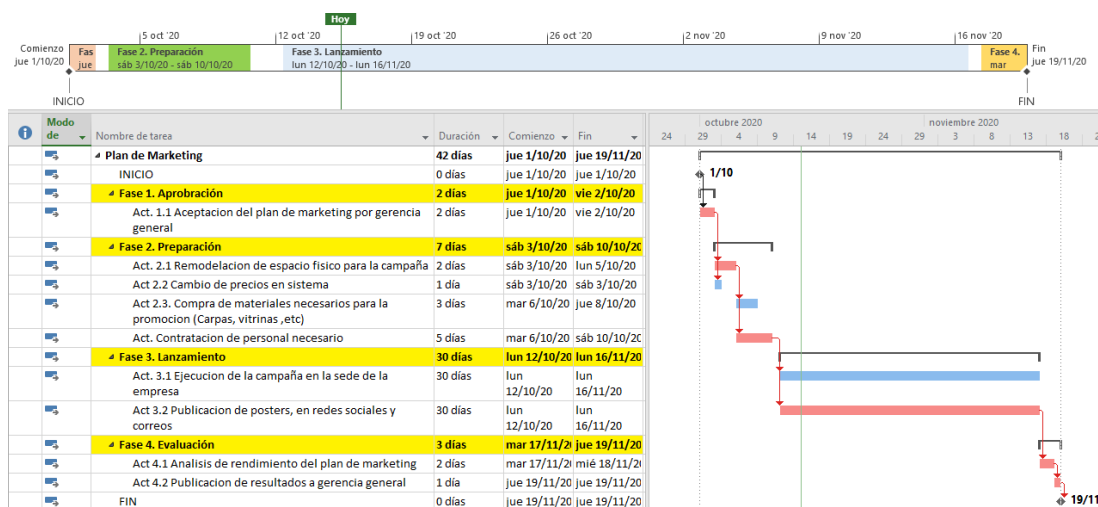 Hoy
5 oct '20 12 oct '20 19 oct '20 26 oct '20 2 nov '20 9 nov '20 16 nov '20
Comienzo Fas Fase 2. Preparación Fase 3. Lanzamiento Fase 4. Fin
jue 1/10/20 jue sáb 3/10/20 - sáb 10/10/20 lun 12/10/20 - lun 16/11/20 mar jue 19/11/20
INICIO FIN
Modo de Nombre de tarea Duración Comienzo Fin
octubre 2020 noviembre 2020
24 29 4 9 14 19 24 29 3 8 13 18
Plan de Marketing 42 días jue 1/10/20 jue 19/11/20
INICIO 0 días jue 1/10/20 jue 1/10/20 1/10
Fase 1. Aprobración 2 días jue 1/10/20 vie 2/10/20
Act. 1.1 Aceptacion del plan de marketing por gerencia 2 días jue 1/10/20 vie 2/10/20
general
Fase 2. Preparación 7 días sáb 3/10/20 sáb 10/10/20
Act. 2.1 Remodelacion de espacio fisico para la campaña 2 días sáb 3/10/20 lun 5/10/20
Act 2.2 Cambio de precios en sistema 1 día sáb 3/10/20 sáb 3/10/20
Act 2.3. Compra de materiales necesarios para la 3 días mar 6/10/20 jue 8/10/20
promocion (Carpas, vitrinas ,etc)
Act. Contratacion de personal necesario 5 días mar 6/10/20 sáb 10/10/20
Fase 3. Lanzamiento 30 días lun 12/10/20 lun 16/11/20
Act. 3.1 Ejecucion de la campaña en la sede de la 30 días lun lun
empresa 12/10/20 16/11/20
Act 3.2 Publicacion de posters, en redes sociales y 30 días lun lun
correos 12/10/20 16/11/20
Fase 4. Evaluación 3 días mar 17/11/20 jue 19/11/20
Act 4.1 Analisis de rendimiento del plan de marketing 2 días mar 17/11/20 mié 18/11/20
Act 4.2 Publicacion de resultados a gerencia general 1 día jue 19/11/20 jue 19/11/20
FIN 0 días jue 19/11/20 jue 19/11/20 19/11